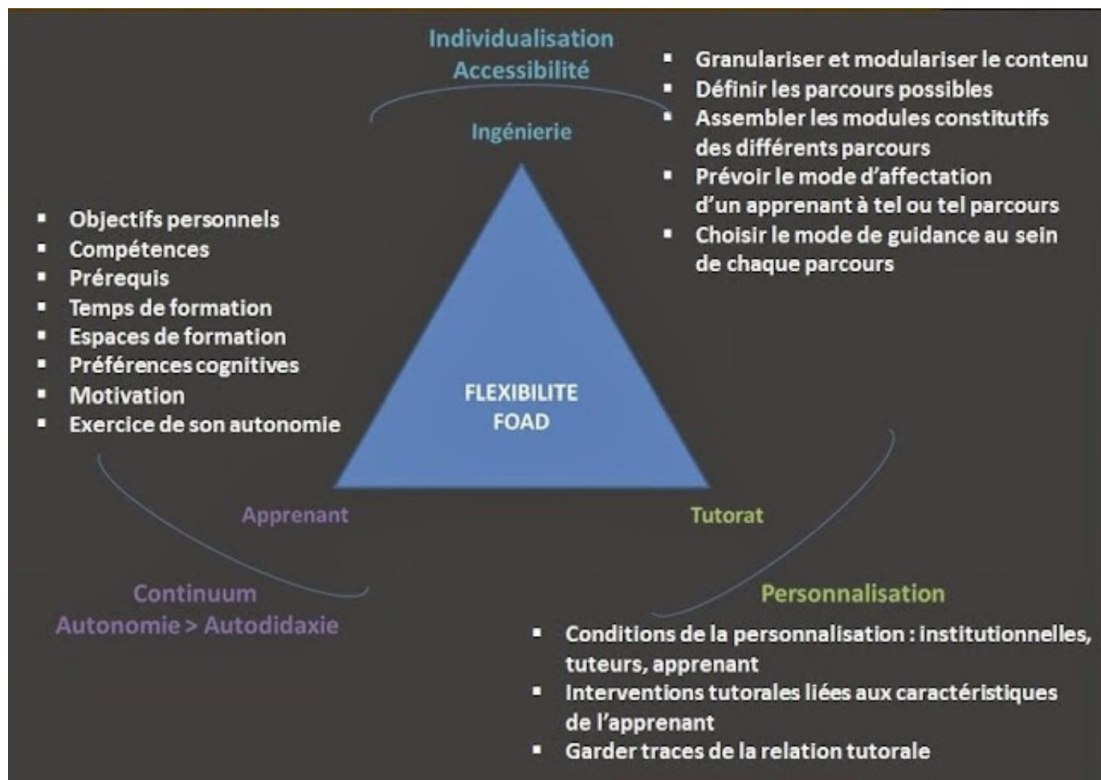 Individualisation
Accessibilité
Ingénierie
▪ Granulariser et modulariser le contenu
▪ Définir les parcours possibles
▪ Assembler les modules constitutifs
des différents parcours
▪ Prévoir le mode d'affectation
d'un apprenant à tel ou tel parcours
▪ Choisir le mode de guidance au sein
de chaque parcours
▪ Objectifs personnels
▪ Compétences
▪ Prérequis
▪ Temps de formation
▪ Espaces de formation
▪ Préférences cognitives
▪ Motivation
▪ Exercice de son autonomie
FLEXIBILITE
FOAD
Apprenant
Tutorat
Continuum
Autonomie > Autodidaxie
Personnalisation
▪ Conditions de la personnalisation : institutionnelles,
tuteurs, apprenant
▪ Interventions tutorales liées aux caractéristiques
de l'apprenant
▪ Garder traces de la relation tutorale